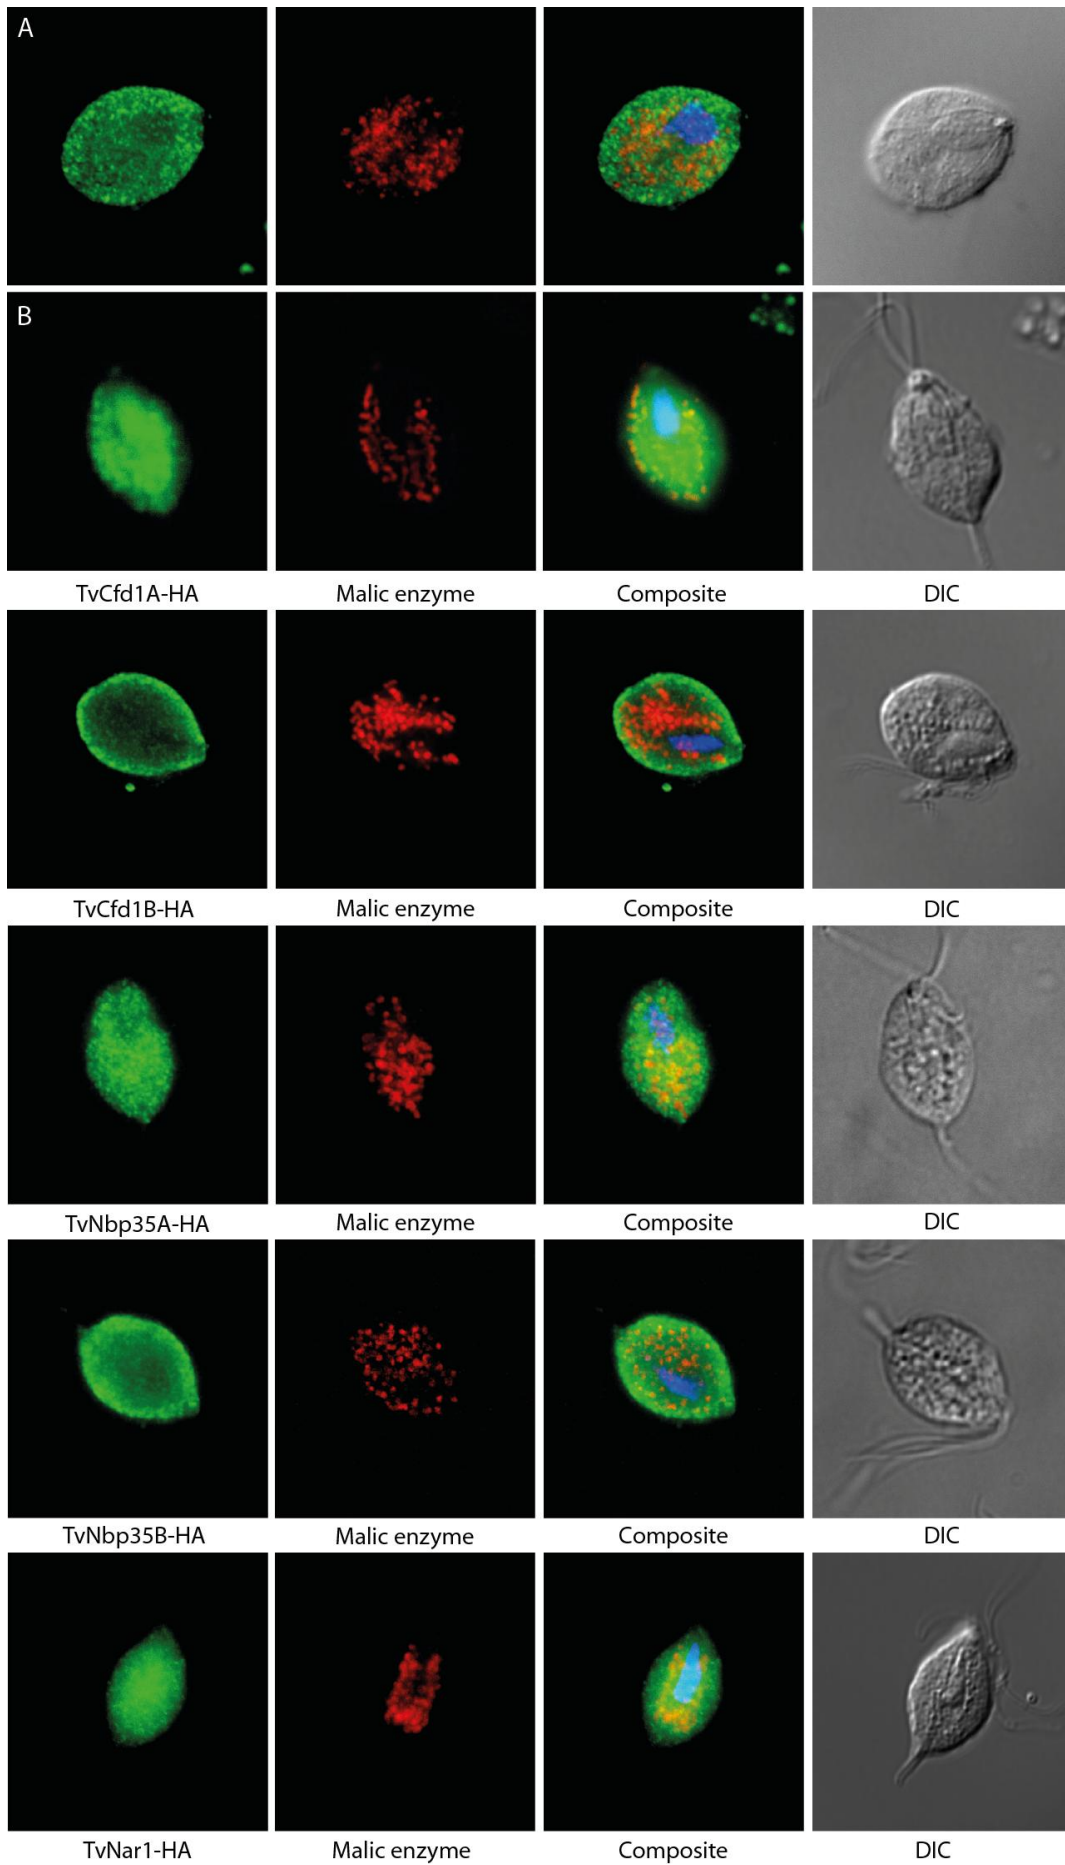 A
B
TvCfd1A-HA Malic enzyme Composite DIC
TvCfd1B-HA Malic enzyme Composite DIC
TvNbp35A-HA Malic enzyme Composite DIC
TvNbp35B-HA Malic enzyme Composite DIC
TvNar1-HA Malic enzyme Composite DIC